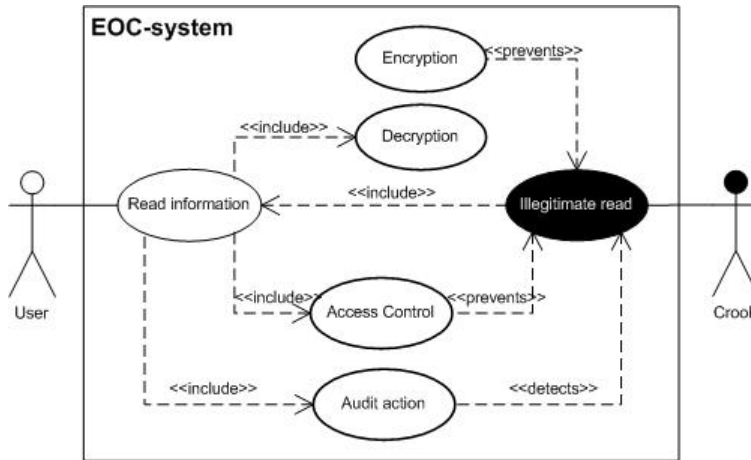 EOC-system
Encryption
<<prevents>>
<<include>>
Decryption
<<include>>
Read information
Illegitimate read
User
<<include>>
Access Control
<<prevents>>
Crook
<<include>>
Audit action
<<detects>>